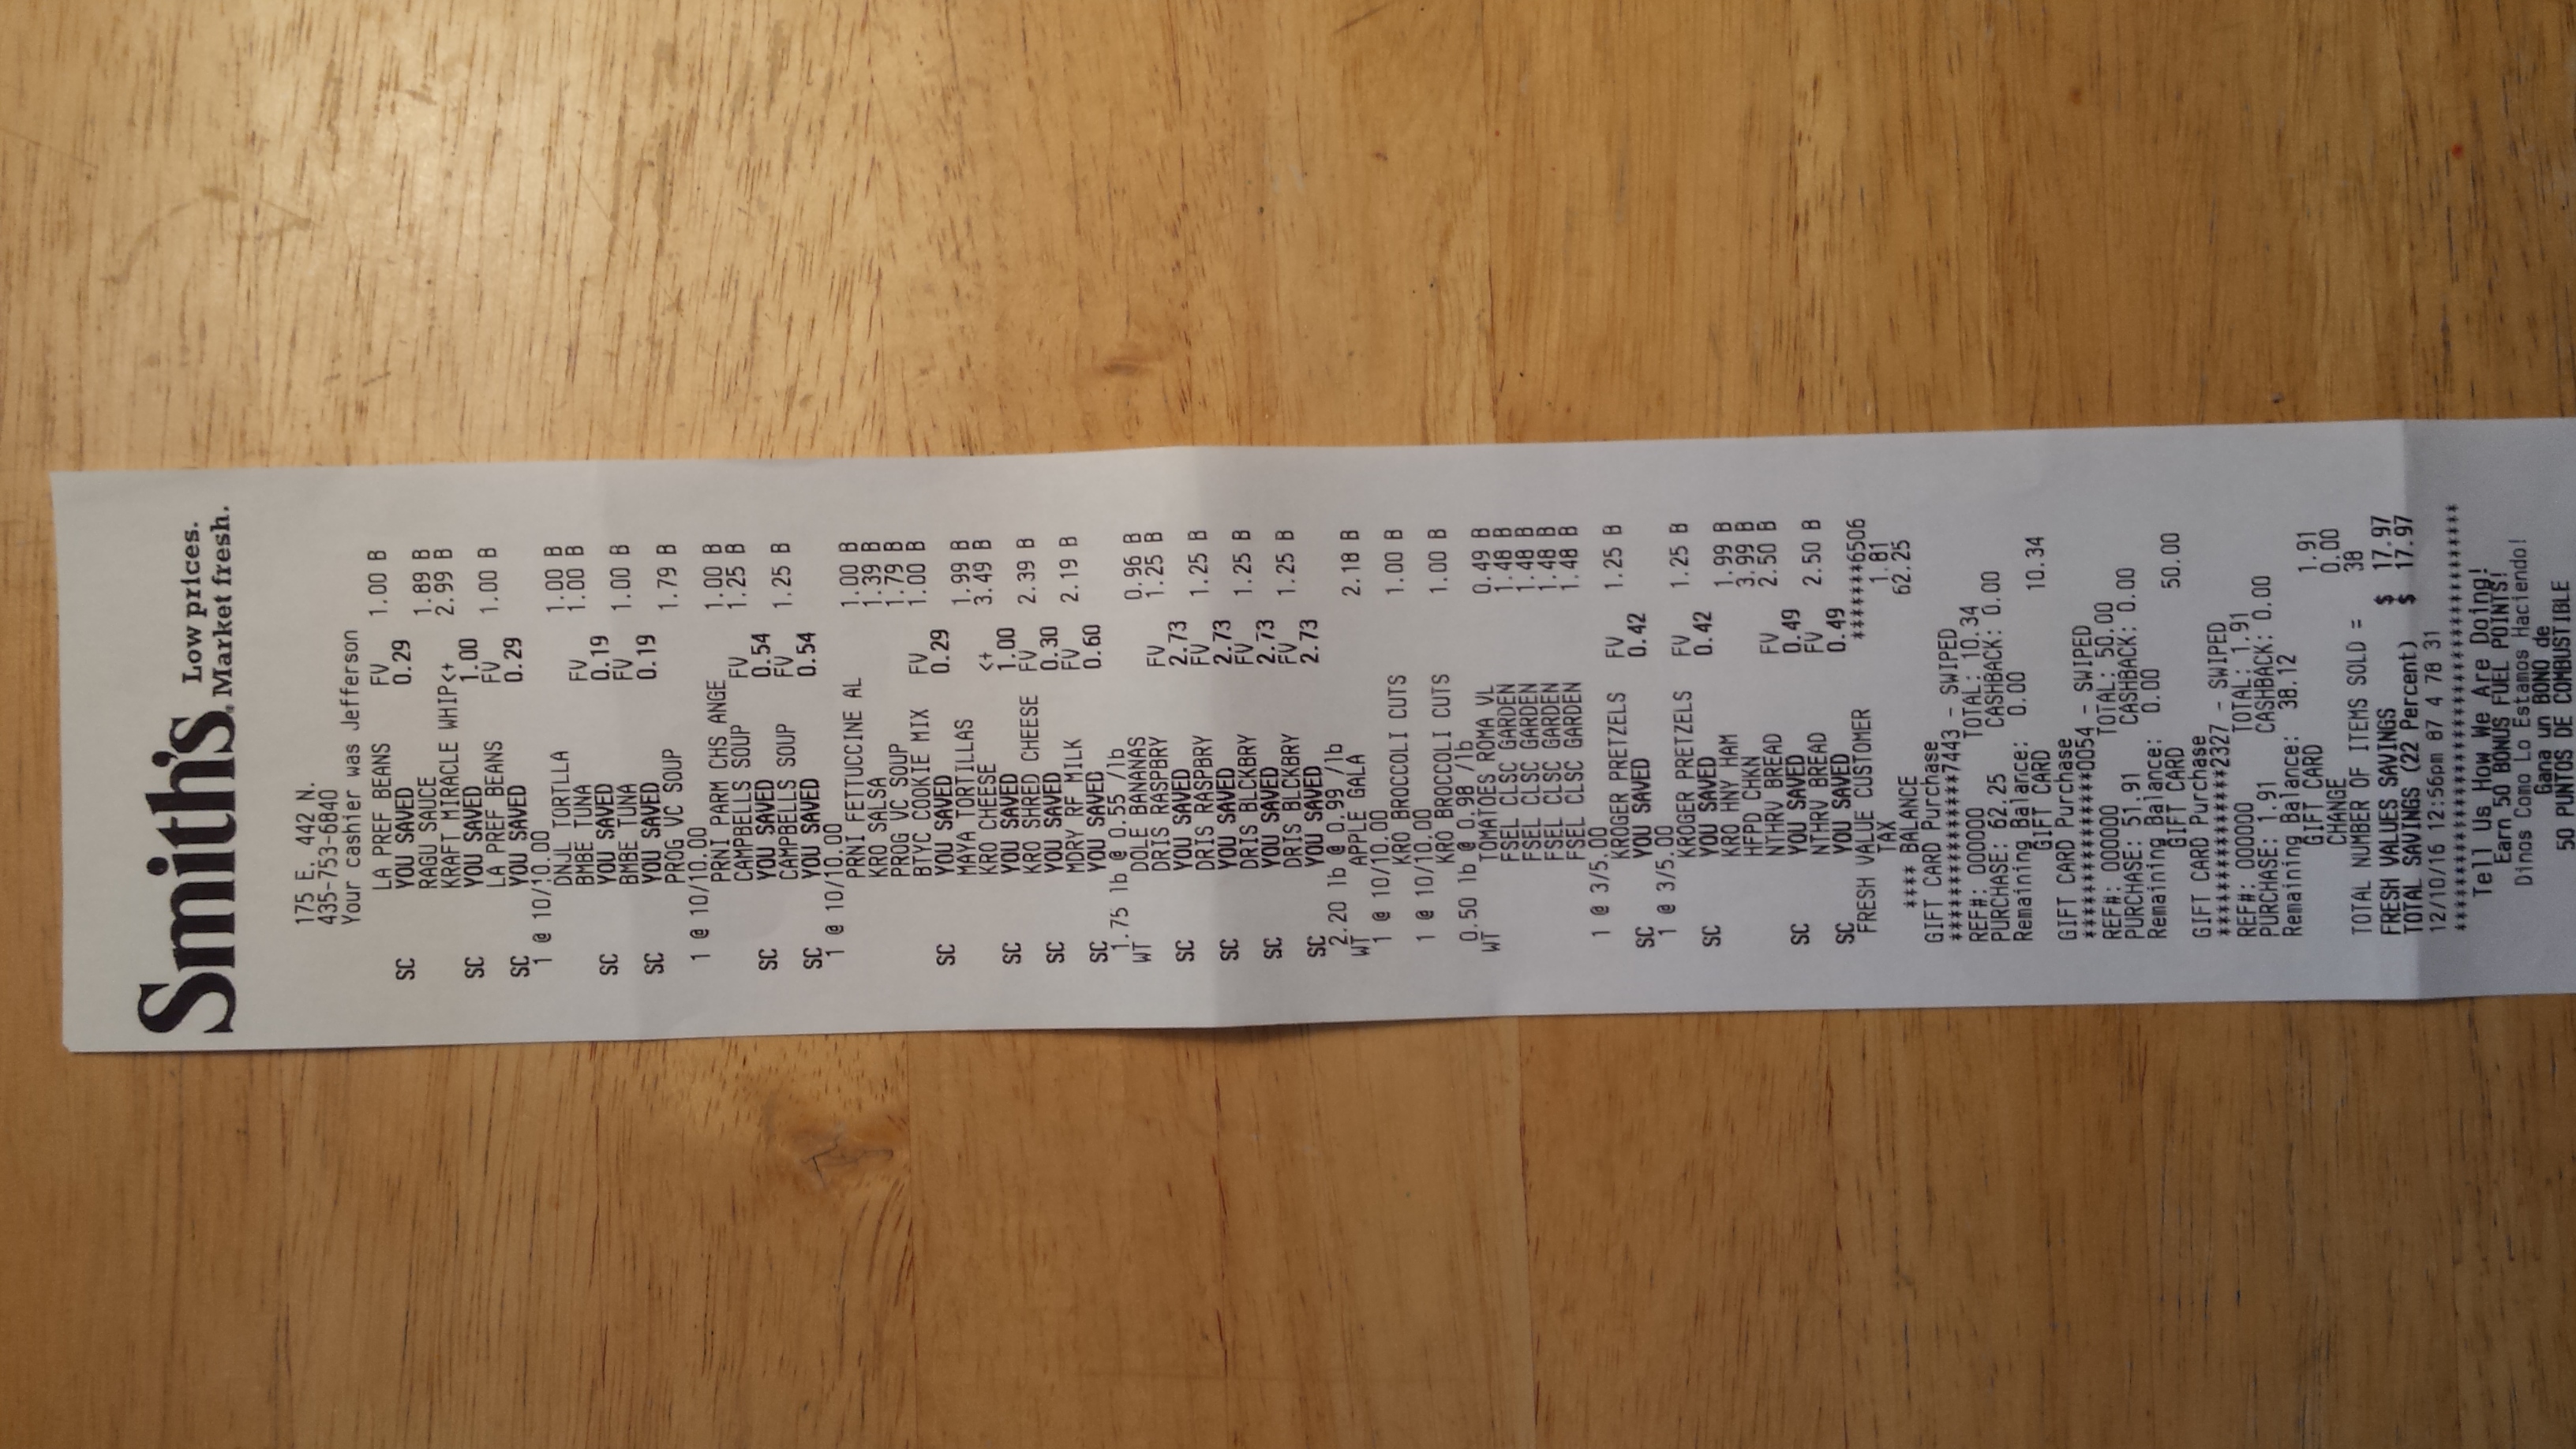 Smith's. Low prices.
Market fresh.
175 E. 442 N.
435-753-6840
Your cashier was Jefferson
LA PREF BEANS FV 1.00 B
SC YOU SAVED 0.29
RAGU SAUCE 1.89 B
KRAFT MIRACLE WHIP<+ 2.99 B
SC YOU SAVED 1.00
LA PREF BEANS FV 1.00 B
SC YOU SAVED 0.29
1 @ 10/10.00
DNJL TORTLLA 1.00 B
BMBE TUNA FV 1.00 B
SC YOU SAVED 0.19
BMBE TUNA FV 1.00 B
SC YOU SAVED 0.19
PROG VC SOUP 1.79 B
1 @ 10/10.00
PRNI PARM CHS ANGE 1.00 B
CAMPBELLS SOUP FV 1.25 B
SC YOU SAVED 0.54
CAMPBELLS SOUP FV 1.25 B
SC YOU SAVED 0.54
1 @ 10/10.00
PRNI FETTUCCINE AL 1.00 B
KRO SALSA 1.39 B
PROG VC SOUP 1.79 B
BTYC COOKIE MIX FV 1.00 B
SC YOU SAVED 0.29
MAYA TORTILLAS 1.99 B
KRO CHEESE <+ 3.49 B
SC YOU SAVED 1.00
KRO SHRED CHEESE FV 2.39 B
SC YOU SAVED 0.30
MDRY RF MILK FV 2.19 B
SC YOU SAVED 0.60
1.75 lb @ 0.55 /lb
WT DOLE BANANAS 0.96 B
DRIS RASPBRY FV 1.25 B
SC YOU SAVED 2.73
DRIS RASPBRY FV 1.25 B
SC YOU SAVED 2.73
DRIS BLCKBRY FV 1.25 B
SC YOU SAVED 2.73
DRIS BLCKBRY FV 1.25 B
SC YOU SAVED 2.73
2.20 lb @ 0.99 /lb
WT APPLE GALA 2.18 B
1 @ 10/10.00
KRO BROCCOLI CUTS 1.00 B
1 @ 10/10.00
KRO BROCCOLI CUTS 1.00 B
0.50 lb @ 0.98 /lb
WT TOMATOES ROMA VL 0.49 B
FSEL CLSC GARDEN 1.48 B
FSEL CLSC GARDEN 1.48 B
FSEL CLSC GARDEN 1.48 B
FSEL CLSC GARDEN 1.48 B
1 @ 3/5.00
KROGER PRETZELS FV 1.25 B
SC YOU SAVED 0.42
1 @ 3/5.00
KROGER PRETZELS FV 1.25 B
SC YOU SAVED 0.42
KRO HNY HAM 1.99 B
HFPD CHKN 3.99 B
NTHRV BREAD FV 2.50 B
SC YOU SAVED 0.49
NTHRV BREAD FV 2.50 B
SC YOU SAVED 0.49
FRESH VALUE CUSTOMER *******6506
TAX 1.81
**** BALANCE 62.25
GIFT CARD Purchase
***************7443 - SWIPED
REF#: 000000 TOTAL: 10.34
PURCHASE: 62.25 CASHBACK: 0.00
Remaining Balance: 0.00
GIFT CARD 10.34
GIFT CARD Purchase
***************0054 - SWIPED
REF#: 000000 TOTAL: 50.00
PURCHASE: 51.91 CASHBACK: 0.00
Remaining Balance: 0.00
GIFT CARD 50.00
GIFT CARD Purchase
***************2327 - SWIPED
REF#: 000000 TOTAL: 1.91
PURCHASE: 1.91 CASHBACK: 0.00
Remaining Balance: 38.12
GIFT CARD 1.91
CHANGE 0.00
TOTAL NUMBER OF ITEMS SOLD = 38
FRESH VALUES SAVINGS $ 17.97
TOTAL SAVINGS (22 Percent) $ 17.97
12/10/16 12:56pm 87 4 78 31
***************************************
Tell Us How We Are Doing!
Earn 50 BONUS FUEL POINTS!
Dinos Como Lo Estamos Haciendo!
Gana un BONO de
50 PUNTOS DE COMBUSTIBLE